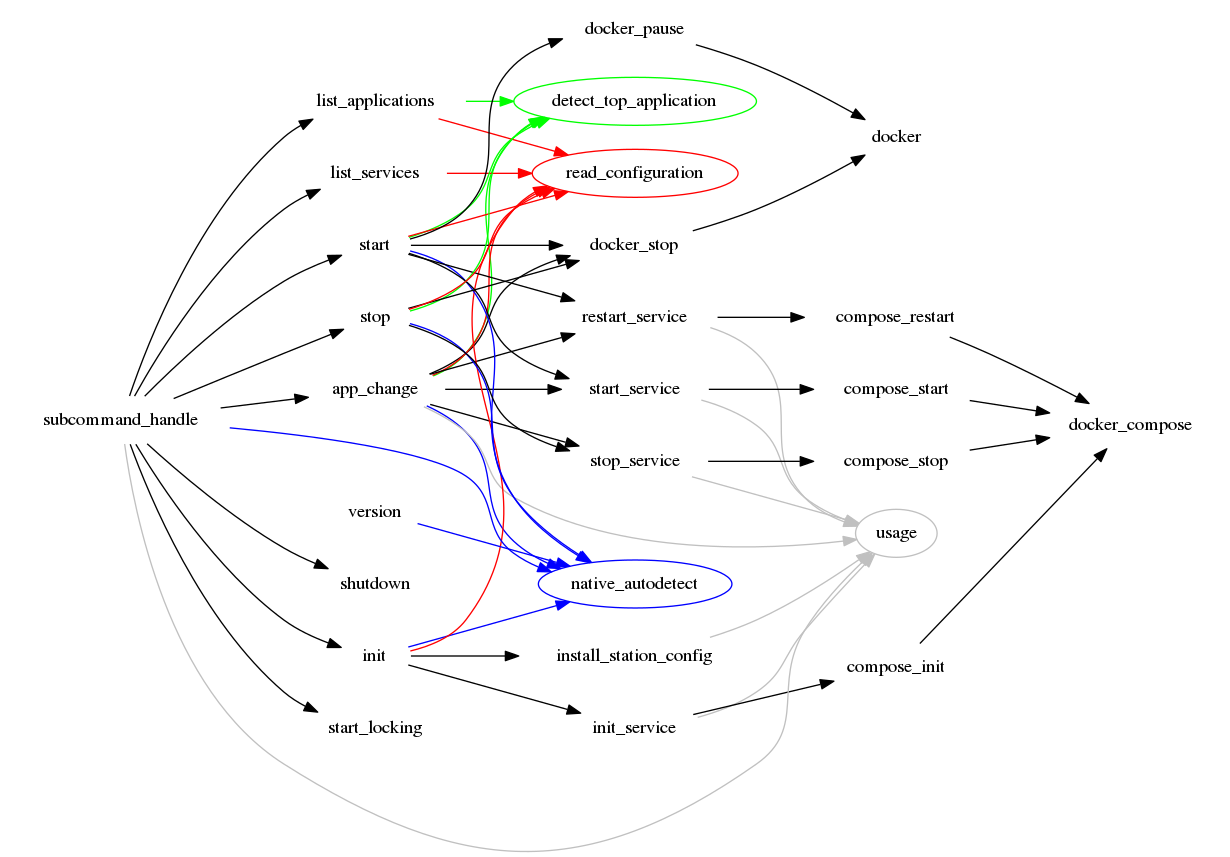 docker_pause
list_applications
detect_top_application
docker
list_services
read_configuration
start
docker_stop
stop
restart_service
compose_restart
app_change
start_service
compose_start
subcommand_handle
docker_compose
stop_service
compose_stop
version
usage
shutdown
native_autodetect
init
install_station_config
compose_init
start_locking
init_service